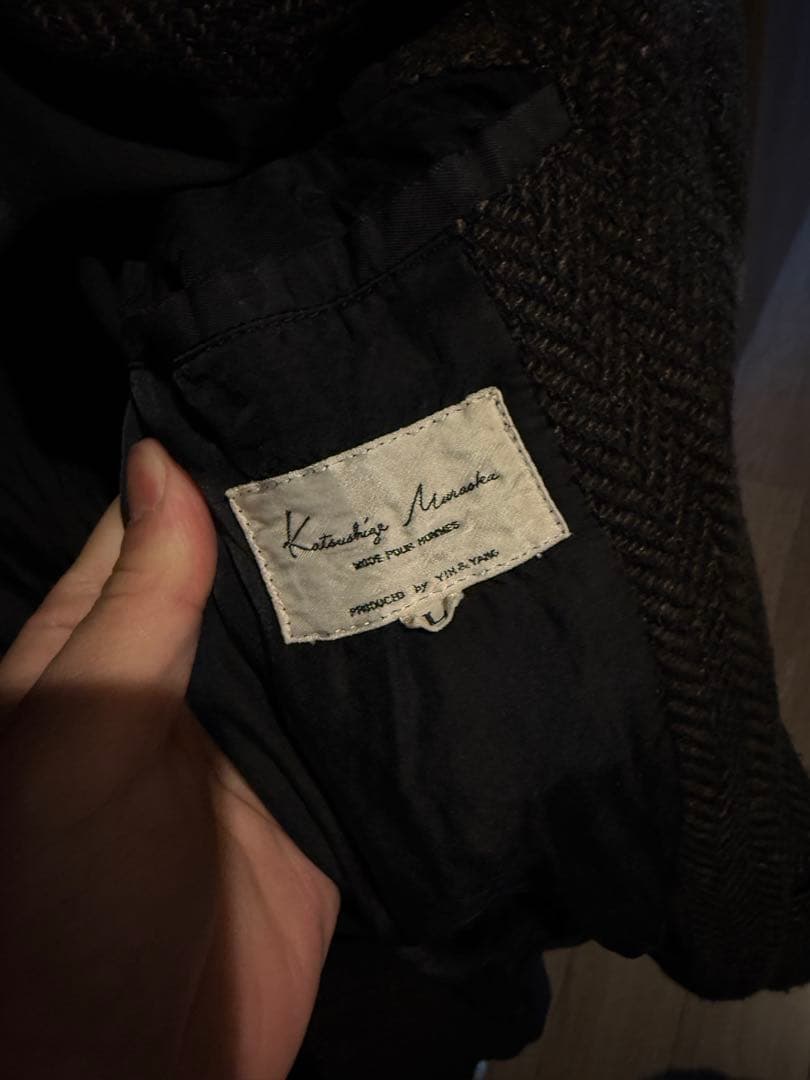 Katsushige Muraoka
MODE POUR HOMMES
PRODUCED by YIN & YANG
L